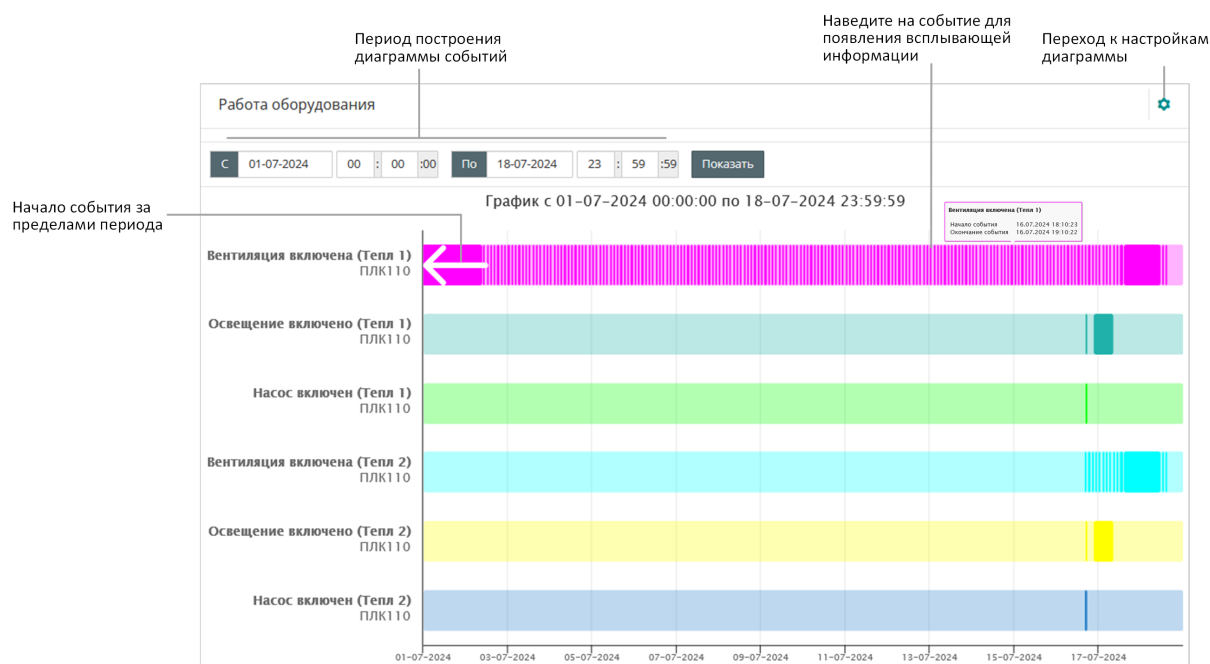 Наведите на событие для
появления всплывающей
информации
Период построения
диаграммы событий
Переход к настройкам
диаграммы
Работа оборудования
С 01-07-2024 00 : 00 :00 По 18-07-2024 23 : 59 :59 Показать
График с 01-07-2024 00:00:00 по 18-07-2024 23:59:59
Вентиляция включена (Тепл 1)
Начало события 16.07.2024 18:10:23
Окончание события 16.07.2024 19:10:22
Начало события за
пределами периода
Вентиляция включена (Тепл 1)
ПЛК110
Освещение включено (Тепл 1)
ПЛК110
Насос включен (Тепл 1)
ПЛК110
Вентиляция включена (Тепл 2)
ПЛК110
Освещение включено (Тепл 2)
ПЛК110
Насос включен (Тепл 2)
ПЛК110
01-07-2024 03-07-2024 05-07-2024 07-07-2024 09-07-2024 11-07-2024 13-07-2024 15-07-2024 17-07-2024